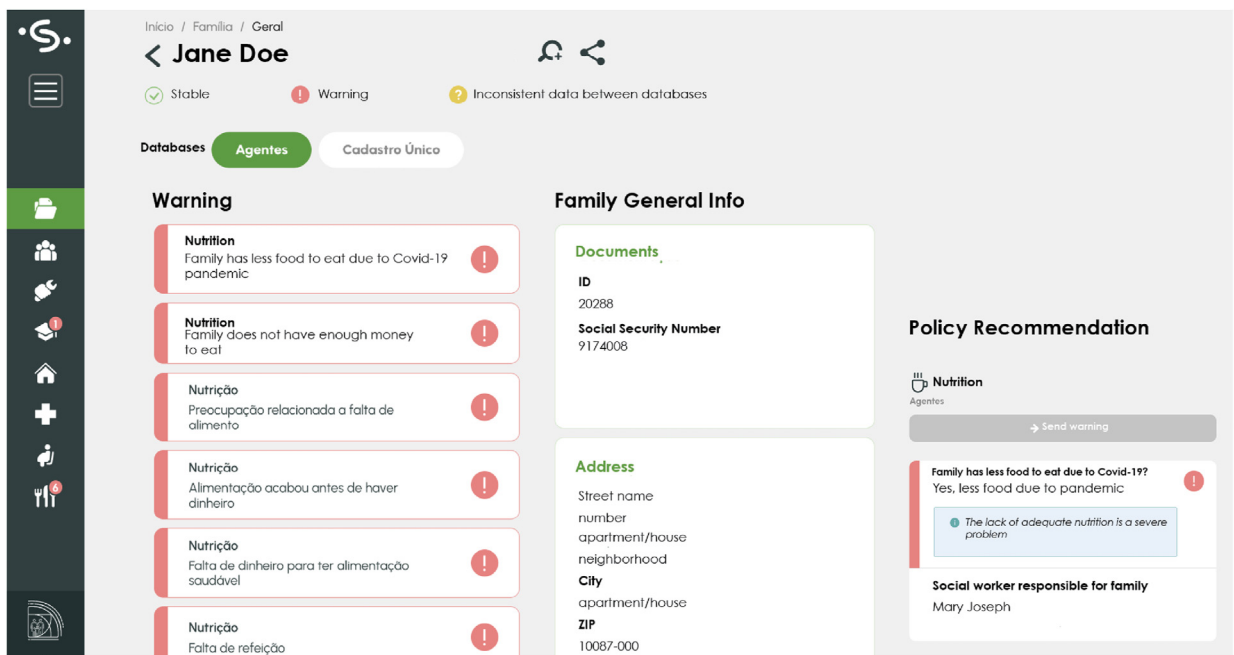 ·S.
Início / Família / Geral
Jane Doe
Stable
Warning
Inconsistent data between databases
Databases
Agentes
Cadastro Único
Warning
Nutrition
Family has less food to eat due to Covid-19
pandemic
Nutrition
Family does not have enough money
to eat
Nutrição
Preocupação relacionada a falta de
alimento
Nutrição
Alimentação acabou antes de haver
dinheiro
Nutrição
Falta de dinheiro para ter alimentação
saudável
Nutrição
Falta de refeição
1
6
Family General Info
Documents
ID
20288
Social Security Number
9174008
Address
Street name
number
apartment/house
neighborhood
City
apartment/house
ZIP
10087-000
Policy Recommendation
Nutrition
Agentes
→ Send warning
Family has less food to eat due to Covid-19?
Yes, less food due to pandemic
The lack of adequate nutrition is a severe
problem
Social worker responsible for family
Mary Joseph